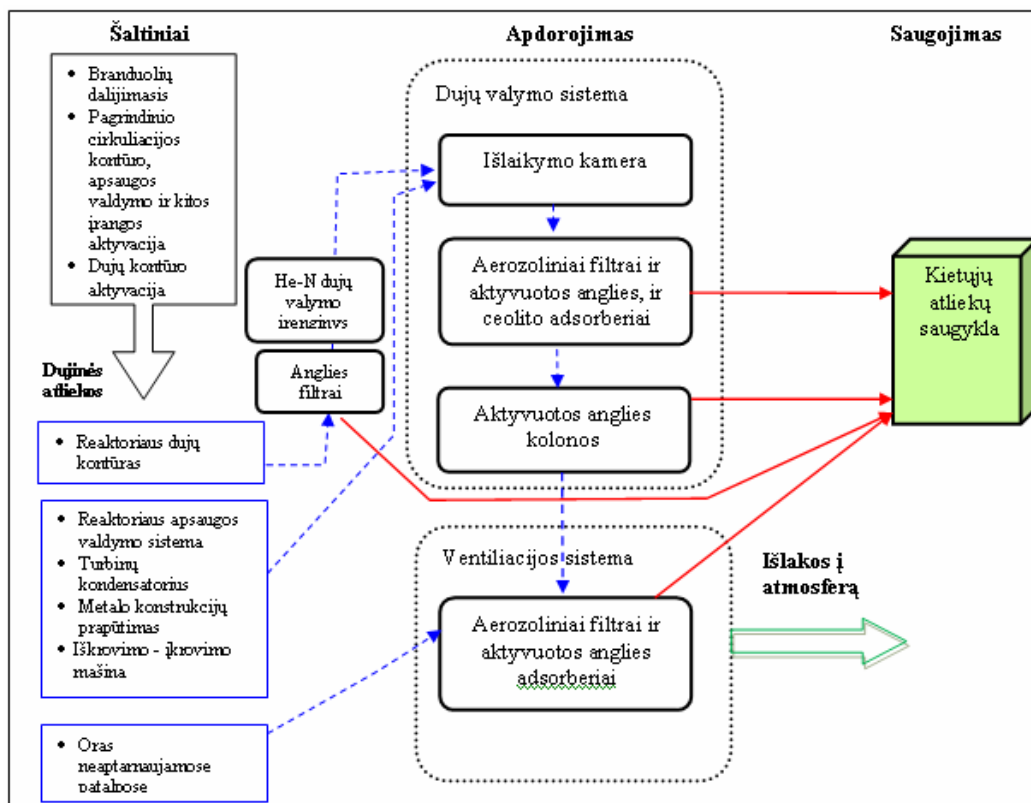 Šaltiniai
Apdorojimas
Saugojimas
• Branduolių
dalijimasis
• Pagrindinio
cirkuliacijos
kontūro,
apsaugos
valdymo ir kitos
įrangos
aktyvacija
• Dujų kontūro
aktyvacija
Dujinės
atliekos
• Reaktoriaus dujų
kontūras
• Reaktoriaus apsaugos
valdymo sistema
• Turbinų
kondensatorius
• Metalo konstrukcijų
prapūtimas
• Iškrovimo - įkrovimo
mašina
• Oras
neaptarnaujamose
patalpose
He-N dujų
valymo
įrenginys
Anglies
filtrai
Dujų valymo sistema
Išlaikymo kamera
Aerozoliniai filtrai ir
aktyvuotos anglies, ir
ceolito adsorberiai
Aktyvuotos anglies
kolonos
Ventiliacijos sistema
Aerozoliniai filtrai ir
aktyvuotos anglies
adsorberiai
Kietųjų
atliekų
saugykla
Išlakos į
atmosferą